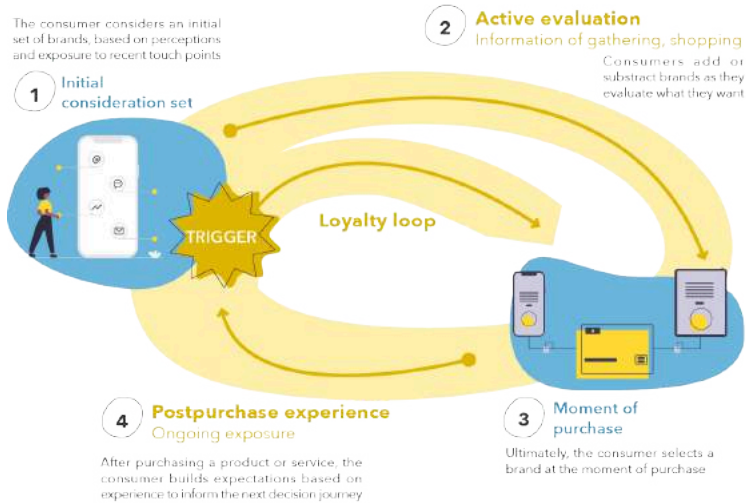 The consumer considers an initial
set of brands, based on perceptions
and exposure to recent touch points
1
Initial
consideration set
2
Active evaluation
Information of gathering, shopping
Consumers add or
substract brands as they
evaluate what they want
TRIGGER
Loyalty loop
4
Postpurchase experience
Ongoing exposure
After purchasing a product or service, the
consumer builds expectations based on
experience to inform the next decision journey
3
Moment of
purchase
Ultimately, the consumer selects a
brand at the moment of purchase